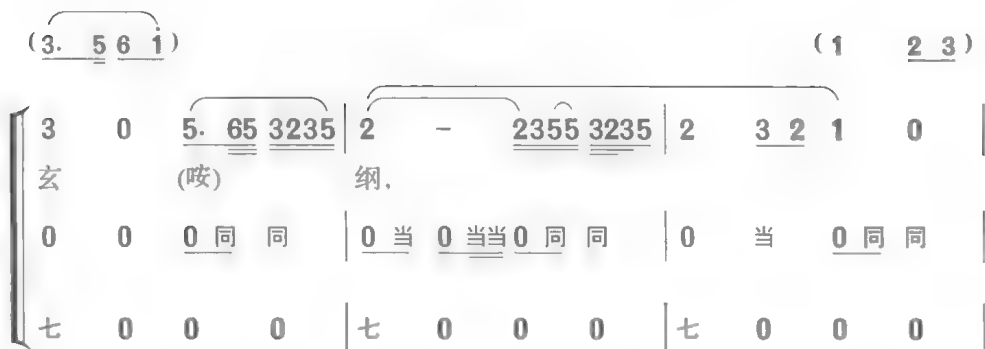 (3. 5 6 i) (1 2 3)
3 0 5. 65 3235 | 2 - 2355 3235 | 2 3 2 1 0 |
玄 (咹) 纲,
0 0 0 同 同 | 0 当 0 当当 0 同 同 | 0 当 0 同 同 |
七 0 0 0 | 七 0 0 0 | 七 0 0 0 |